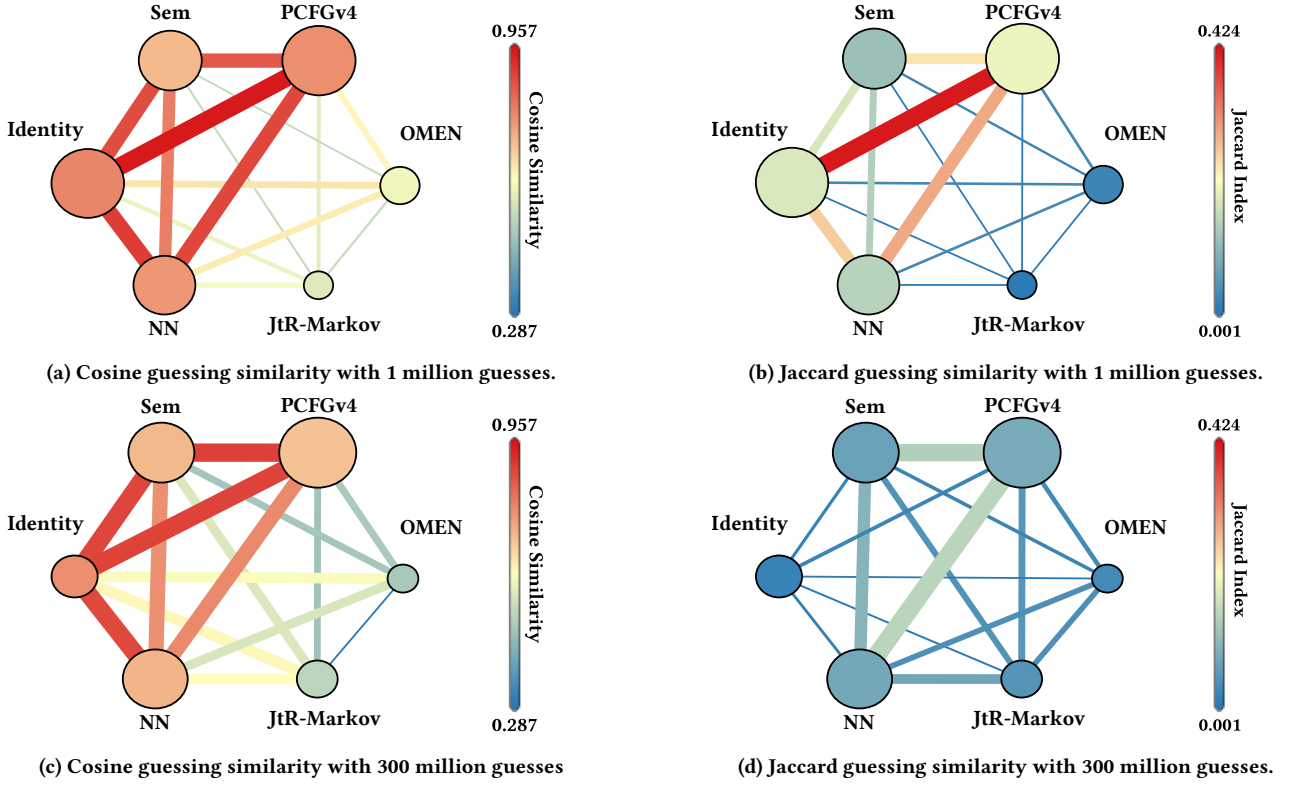 Sem
PCFGv4
Identity
OMEN
NN
JtR-Markov
0.957
Cosine Similarity
0.287
(a) Cosine guessing similarity with 1 million guesses.
Sem
PCFGv4
Identity
OMEN
NN
JtR-Markov
0.424
Jaccard Index
0.001
(b) Jaccard guessing similarity with 1 million guesses.
Sem
PCFGv4
Identity
OMEN
NN
JtR-Markov
0.957
Cosine Similarity
0.287
(c) Cosine guessing similarity with 300 million guesses
Sem
PCFGv4
Identity
OMEN
NN
JtR-Markov
0.424
Jaccard Index
0.001
(d) Jaccard guessing similarity with 300 million guesses.